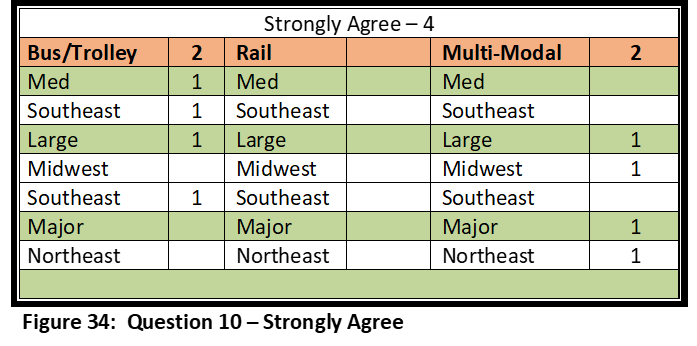 Strongly Agree – 4
Bus/Trolley 2 Rail Multi-Modal 2
Med 1 Med Med
Southeast 1 Southeast Southeast
Large 1 Large Large 1
Midwest Midwest Midwest 1
Southeast 1 Southeast Southeast
Major Major Major 1
Northeast Northeast Northeast 1
Figure 34: Question 10 – Strongly Agree